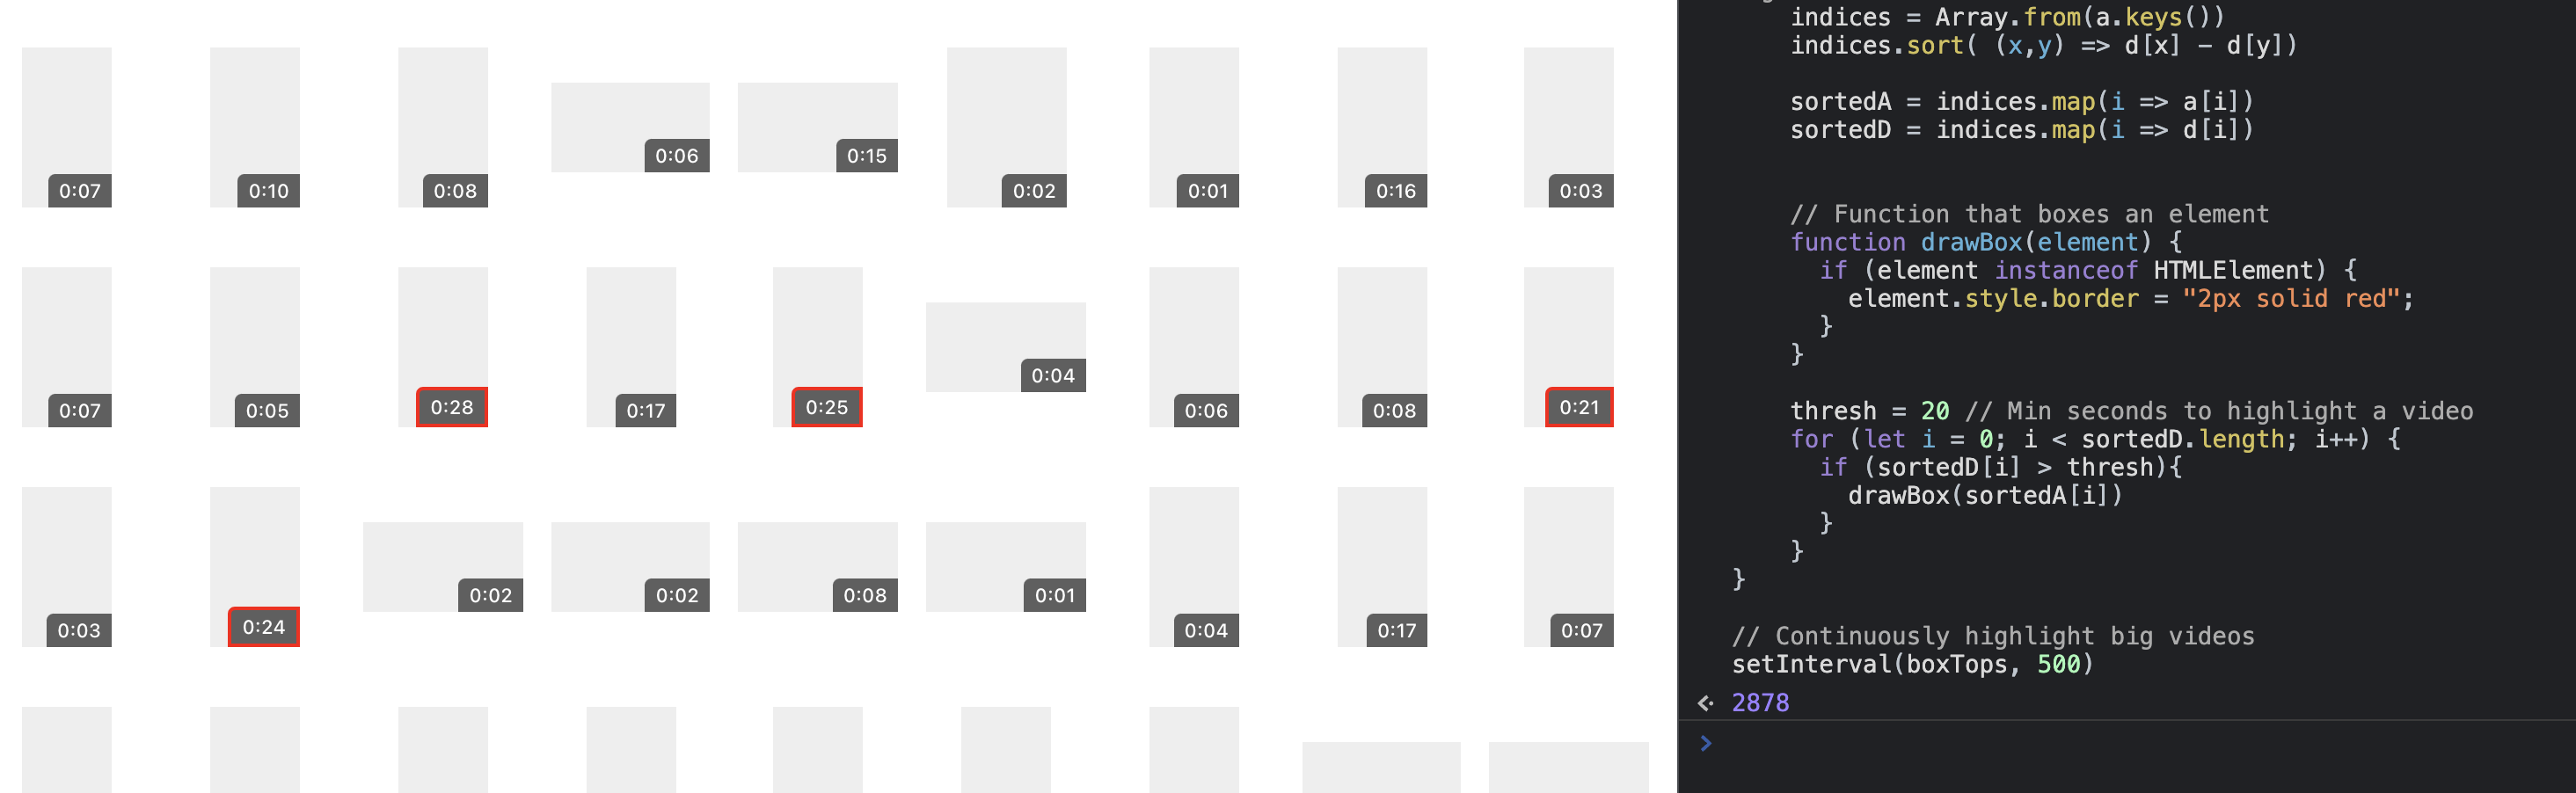 0:07
0:10
0:08
0:06
0:15
0:02
0:01
0:16
0:03
0:07
0:05
0:28
0:17
0:25
0:04
0:06
0:08
0:21
0:03
0:24
0:02
0:02
0:08
0:01
0:04
0:17
0:07
indices = Array.from(a.keys())
indices.sort( (x,y) => d[x] - d[y])
sortedA = indices.map(i => a[i])
sortedD = indices.map(i => d[i])
// Function that boxes an element
function drawBox(element) {
if (element instanceof HTMLElement) {
element.style.border = "2px solid red";
}
}
thresh = 20 // Min seconds to highlight a video
for (let i = 0; i < sortedD.length; i++) {
if (sortedD[i] > thresh){
drawBox(sortedA[i])
}
}
}
// Continuously highlight big videos
setInterval(boxTops, 500)
2878